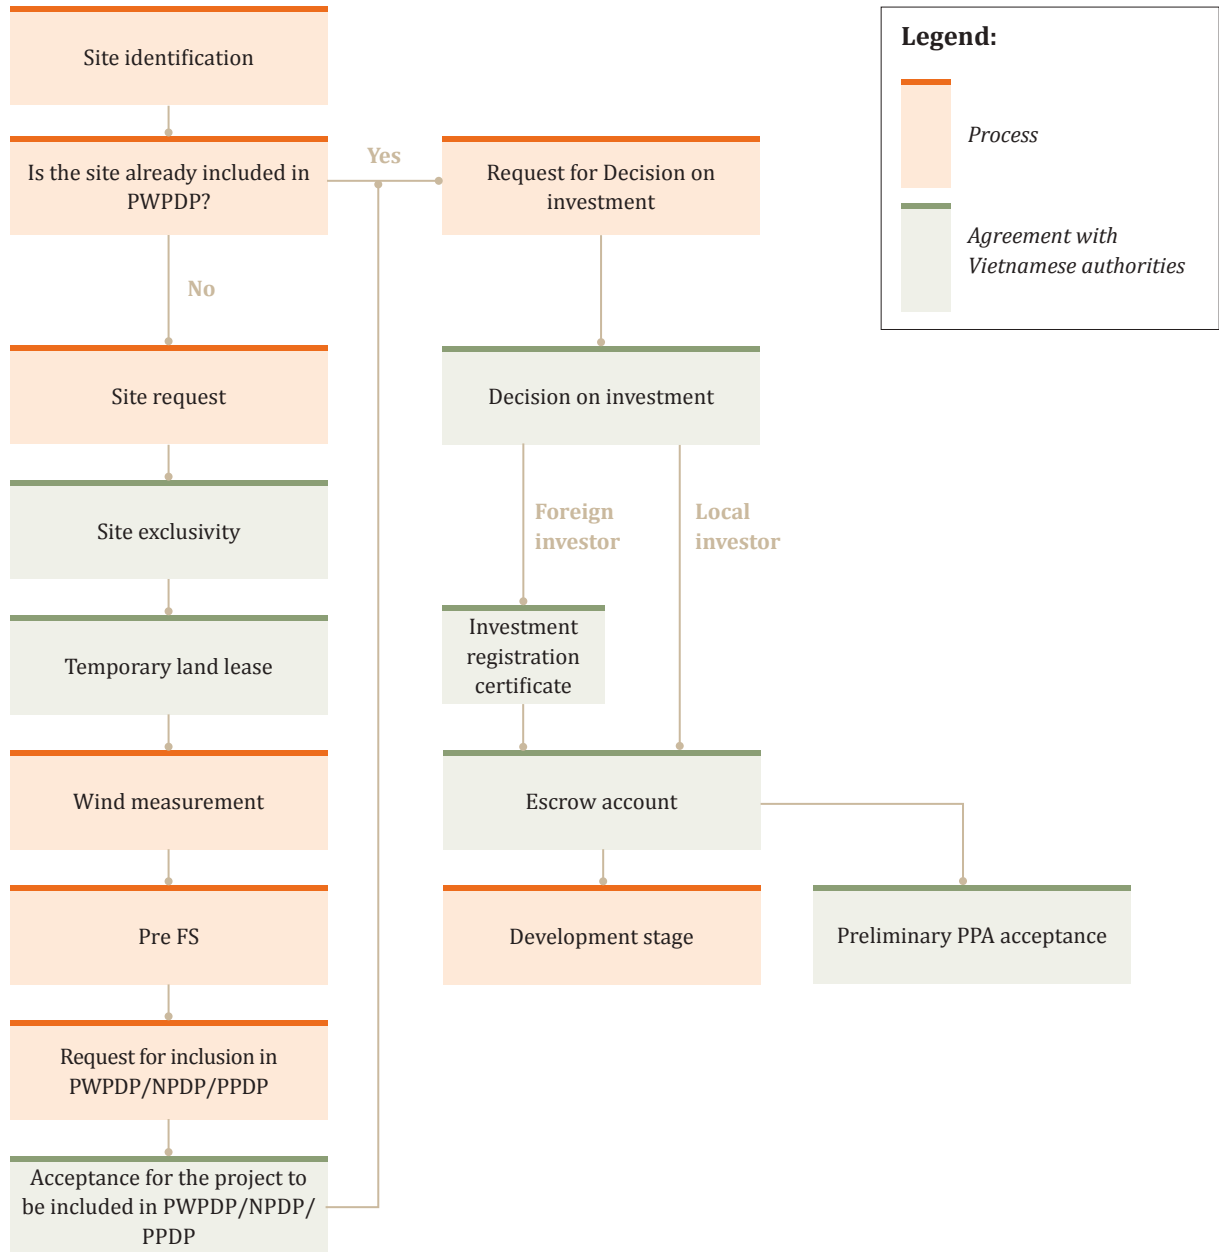 Site identification
Is the site already included in
PWPDP?
Yes
No
Site request
Site exclusivity
Temporary land lease
Wind measurement
Pre FS
Request for inclusion in
PWPDP/NPDP/PPDP
Acceptance for the project to
be included in PWPDP/NPDP/
PPDP
Request for Decision on
investment
Decision on investment
Foreign
investor
Local
investor
Investment
registration
certificate
Escrow account
Development stage
Preliminary PPA acceptance
Legend:
Process
Agreement with
Vietnamese authorities